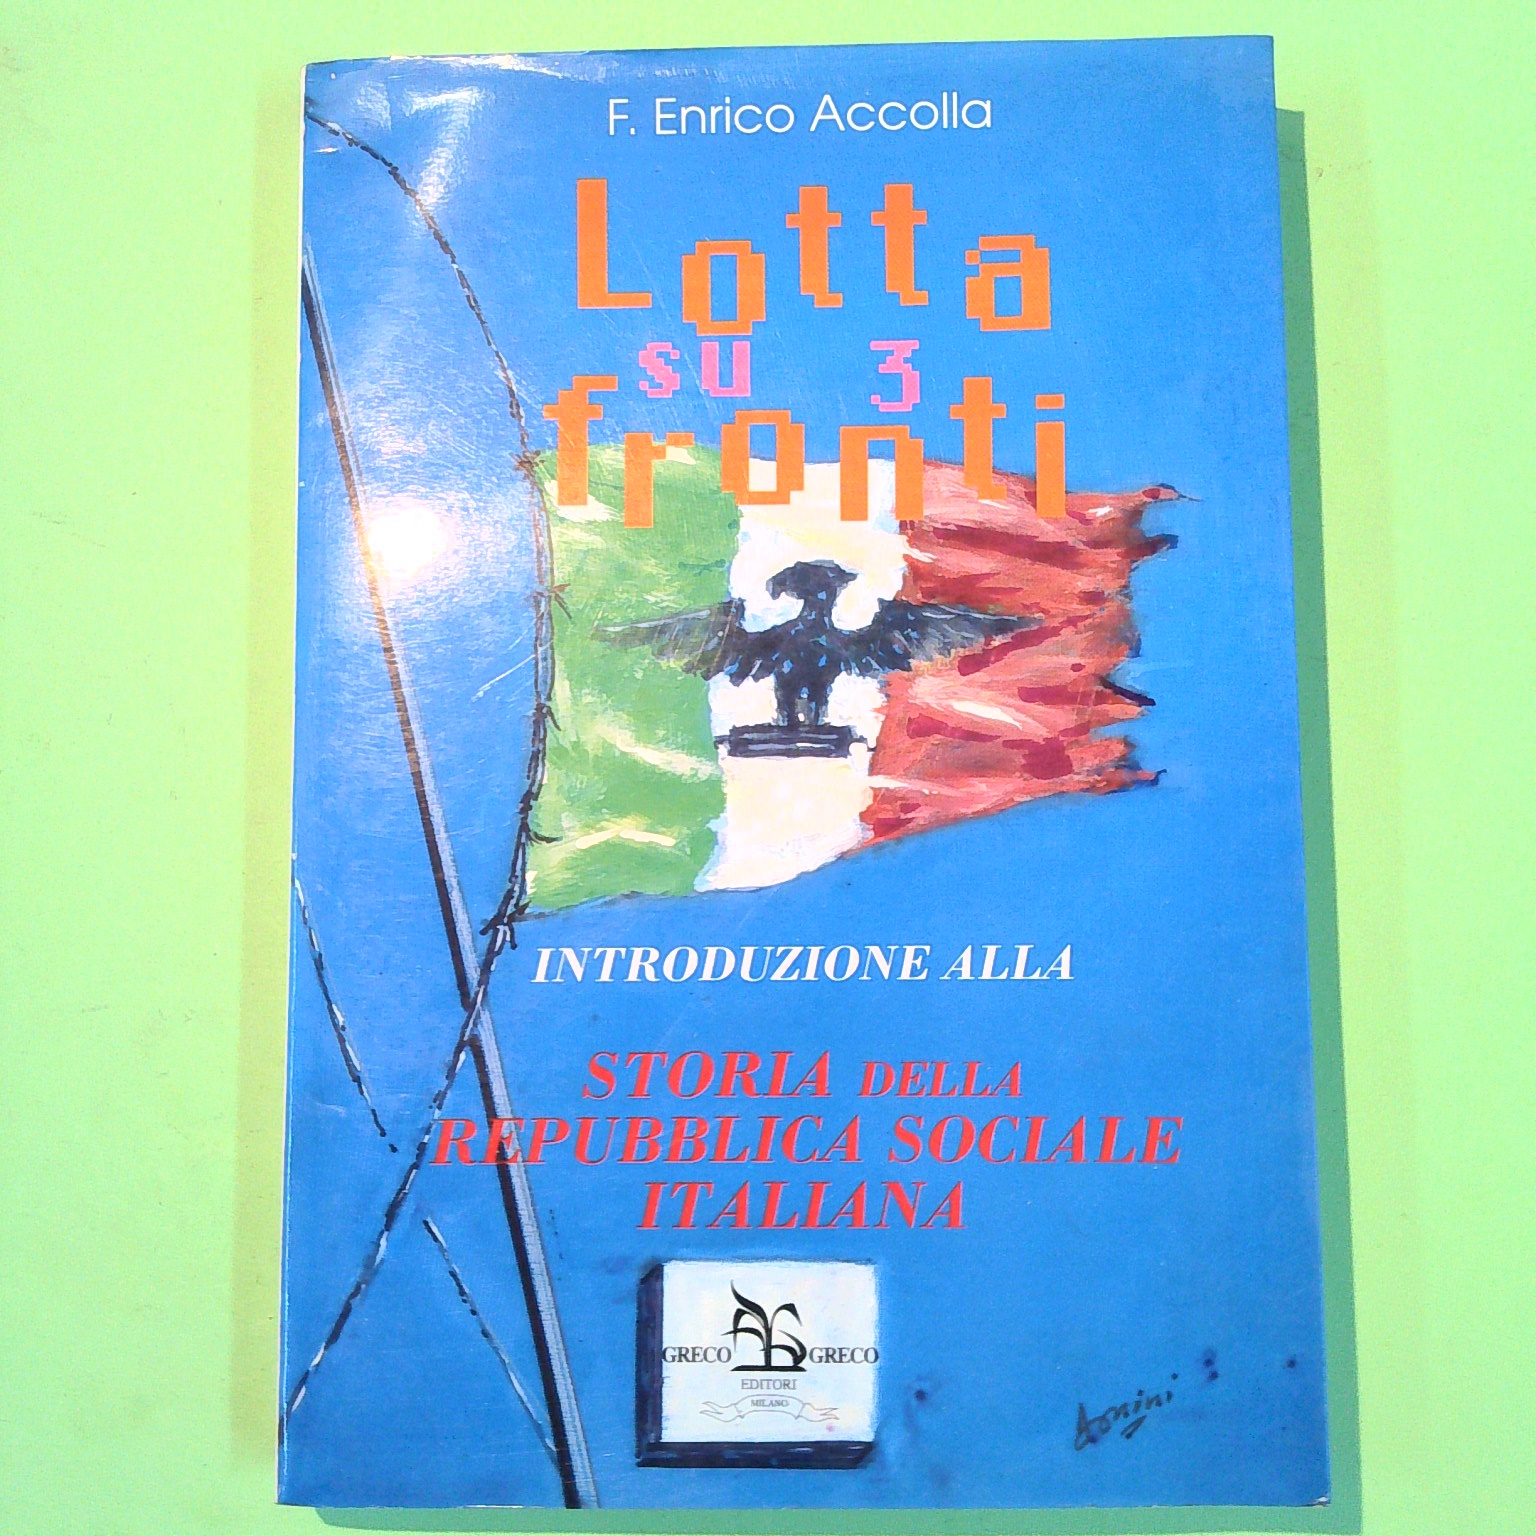 F. Enrico Accolla
Lotta
su 3
fronti
INTRODUZIONE ALLA
STORIA DELLA
REPUBBLICA SOCIALE
ITALIANA
GRECO GRECO
EDITORI
MILANO